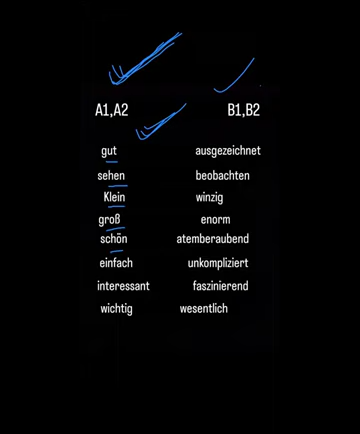 A1,A2 B1,B2
gut ausgezeichnet
sehen beobachten
Klein winzig
groß enorm
schön atemberaubend
einfach unkompliziert
interessant faszinierend
wichtig wesentlich